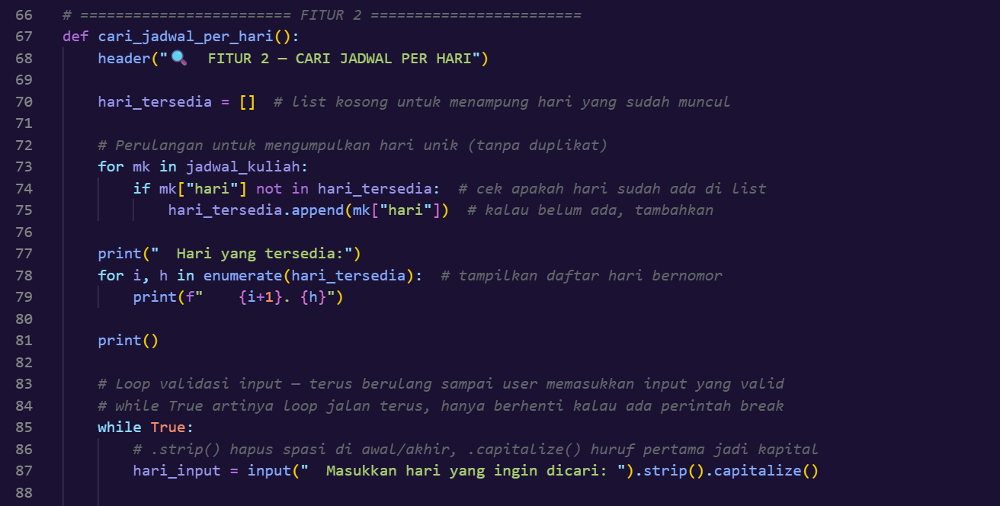 66 # ======================== FITUR 2 ========================
67 def cari_jadwal_per_hari():
68     header("🔍  FITUR 2 — CARI JADWAL PER HARI")
69
70     hari_tersedia = []  # list kosong untuk menampung hari yang sudah muncul
71
72     # Perulangan untuk mengumpulkan hari unik (tanpa duplikat)
73     for mk in jadwal_kuliah:
74         if mk["hari"] not in hari_tersedia:  # cek apakah hari sudah ada di list
75             hari_tersedia.append(mk["hari"])  # kalau belum ada, tambahkan
76
77     print("  Hari yang tersedia:")
78     for i, h in enumerate(hari_tersedia):  # tampilkan daftar hari bernomor
79         print(f"    {i+1}. {h}")
80
81     print()
82
83     # Loop validasi input — terus berulang sampai user memasukkan input yang valid
84     # while True artinya loop jalan terus, hanya berhenti kalau ada perintah break
85     while True:
86         # .strip() hapus spasi di awal/akhir, .capitalize() huruf pertama jadi kapital
87         hari_input = input("  Masukkan hari yang ingin dicari: ").strip().capitalize()
88